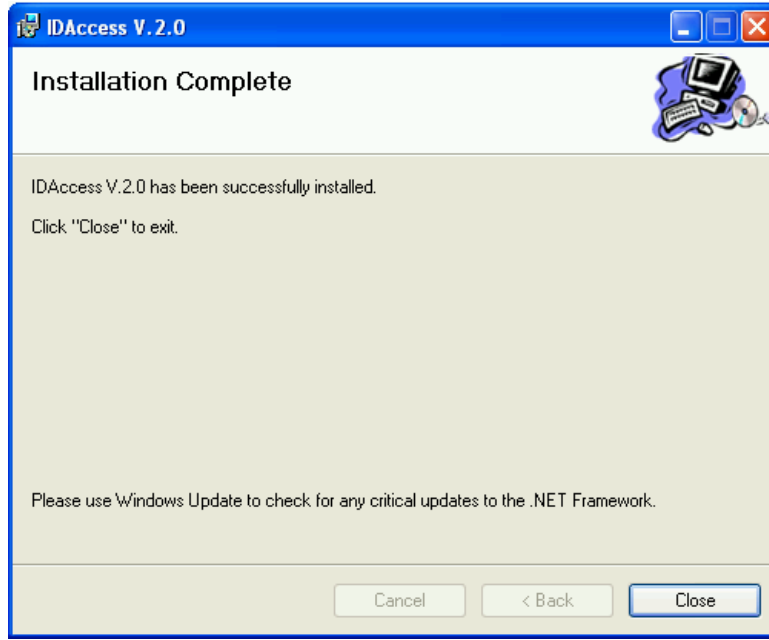 IDAccess V.2.0
Installation Complete
IDAccess V.2.0 has been successfully installed.
Click "Close" to exit.
Please use Windows Update to check for any critical updates to the .NET Framework.
Cancel
< Back
Close